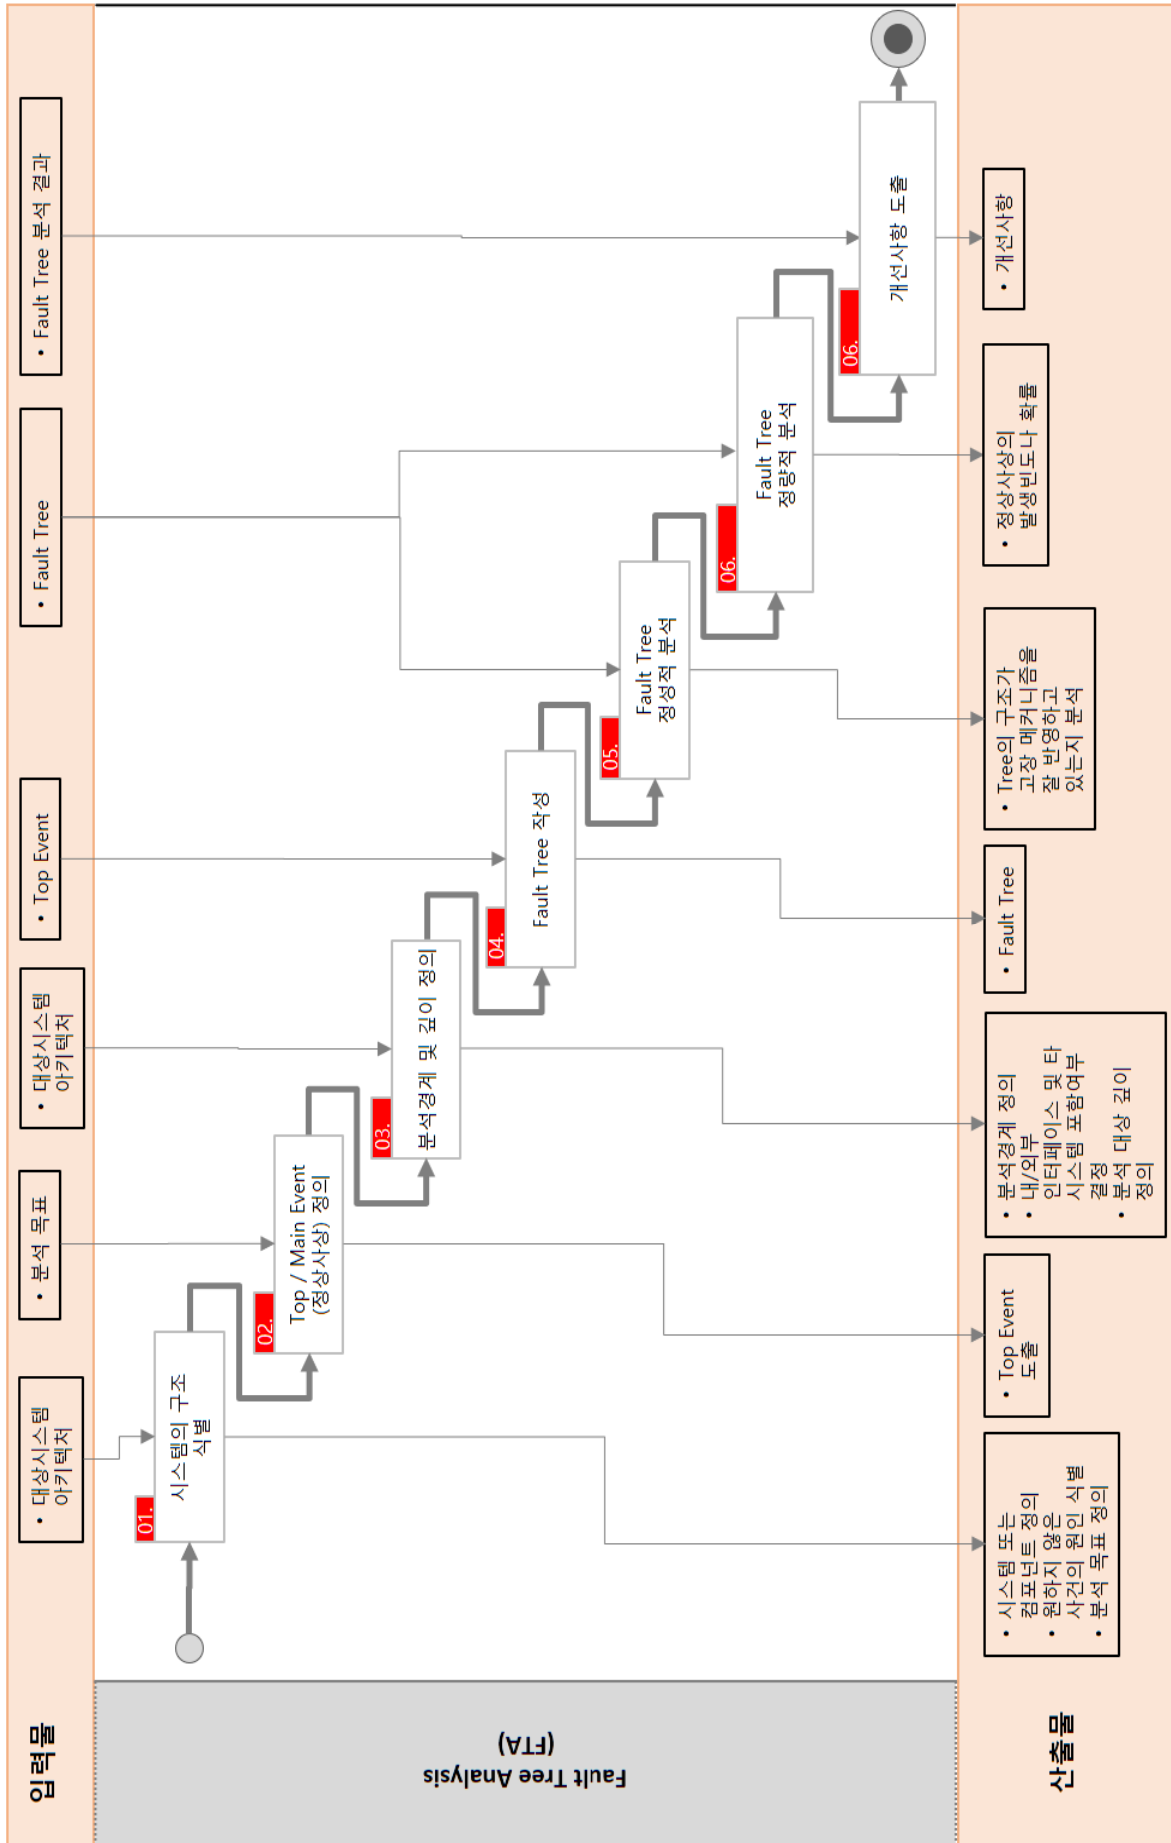 입력물
• 대상시스템
아키텍처
• 분석 목표
• 대상시스템
아키텍처
• Top Event
• Fault Tree
• Fault Tree 분석 결과
Fault Tree Analysis
(FTA)
01.
시스템의 구조
식별
02.
Top / Main Event
(정상사상) 정의
03.
분석경계 및 깊이 정의
04.
Fault Tree 작성
05.
Fault Tree
정성적 분석
06.
Fault Tree
정량적 분석
06.
개선사항 도출
산출물
• 시스템 또는
컴포넌트 정의
• 원하지 않은
사건의 원인 식별
• 분석 목표 정의
• Top Event
도출
• 분석경계 정의
• 내/외부
인터페이스 및 타
시스템 포함여부
결정
• 분석 대상 깊이
정의
• Fault Tree
• Tree의 구조가
고장 메커니즘을
잘 반영하고
있는지 분석
• 정상사상의
발생빈도나 확률
• 개선사항